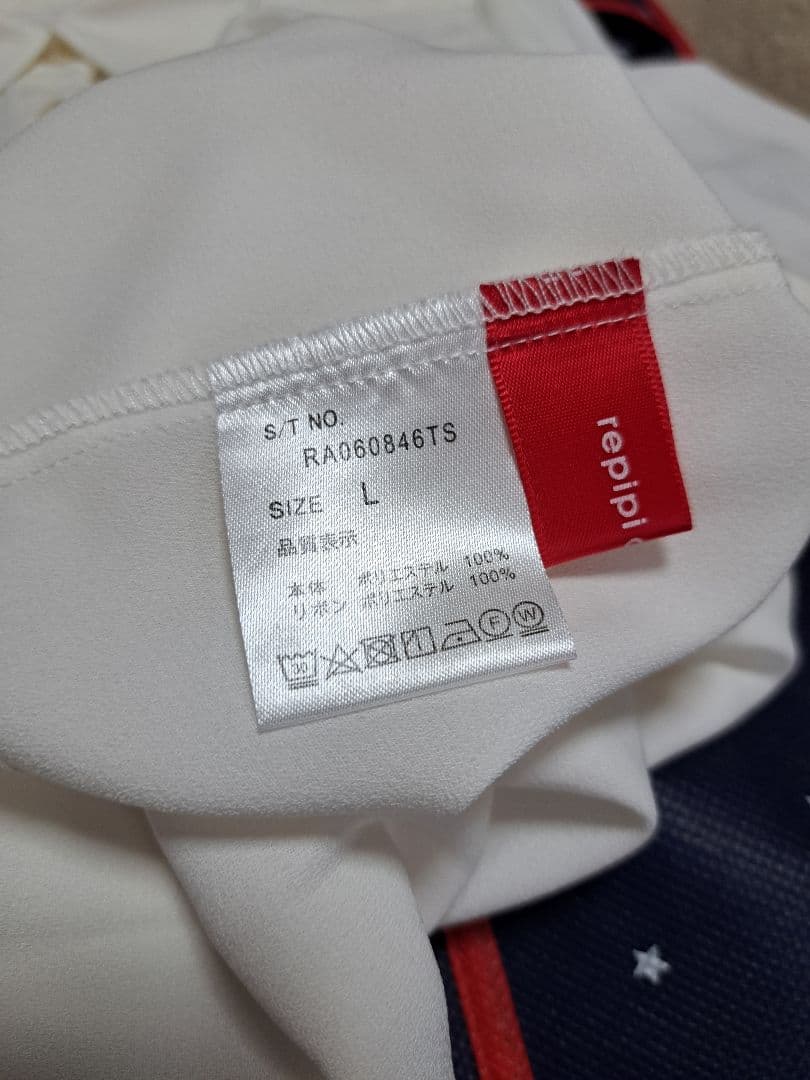 S/T NO.
RA060846TS
SIZE L
品質表示
本体 ポリエステル 100%
リボン ポリエステル 100%
30
F W
repipi